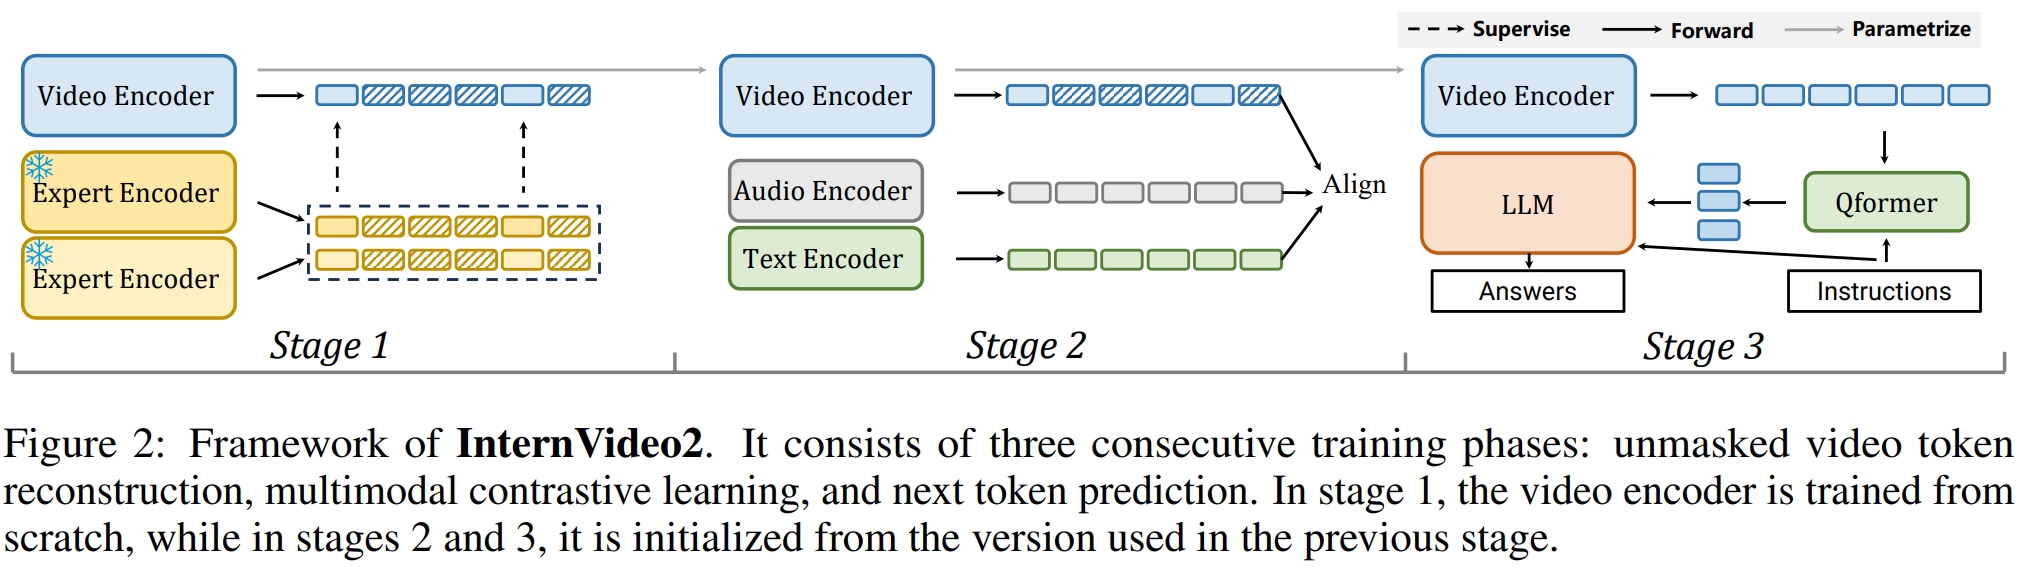 Supervise Forward Parametrize
Video Encoder
Expert Encoder
Expert Encoder
Stage 1
Video Encoder
Audio Encoder
Text Encoder
Align
Stage 2
Video Encoder
LLM
Qformer
Answers
Instructions
Stage 3
Figure 2: Framework of InternVideo2. It consists of three consecutive training phases: unmasked video token
reconstruction, multimodal contrastive learning, and next token prediction. In stage 1, the video encoder is trained from
scratch, while in stages 2 and 3, it is initialized from the version used in the previous stage.